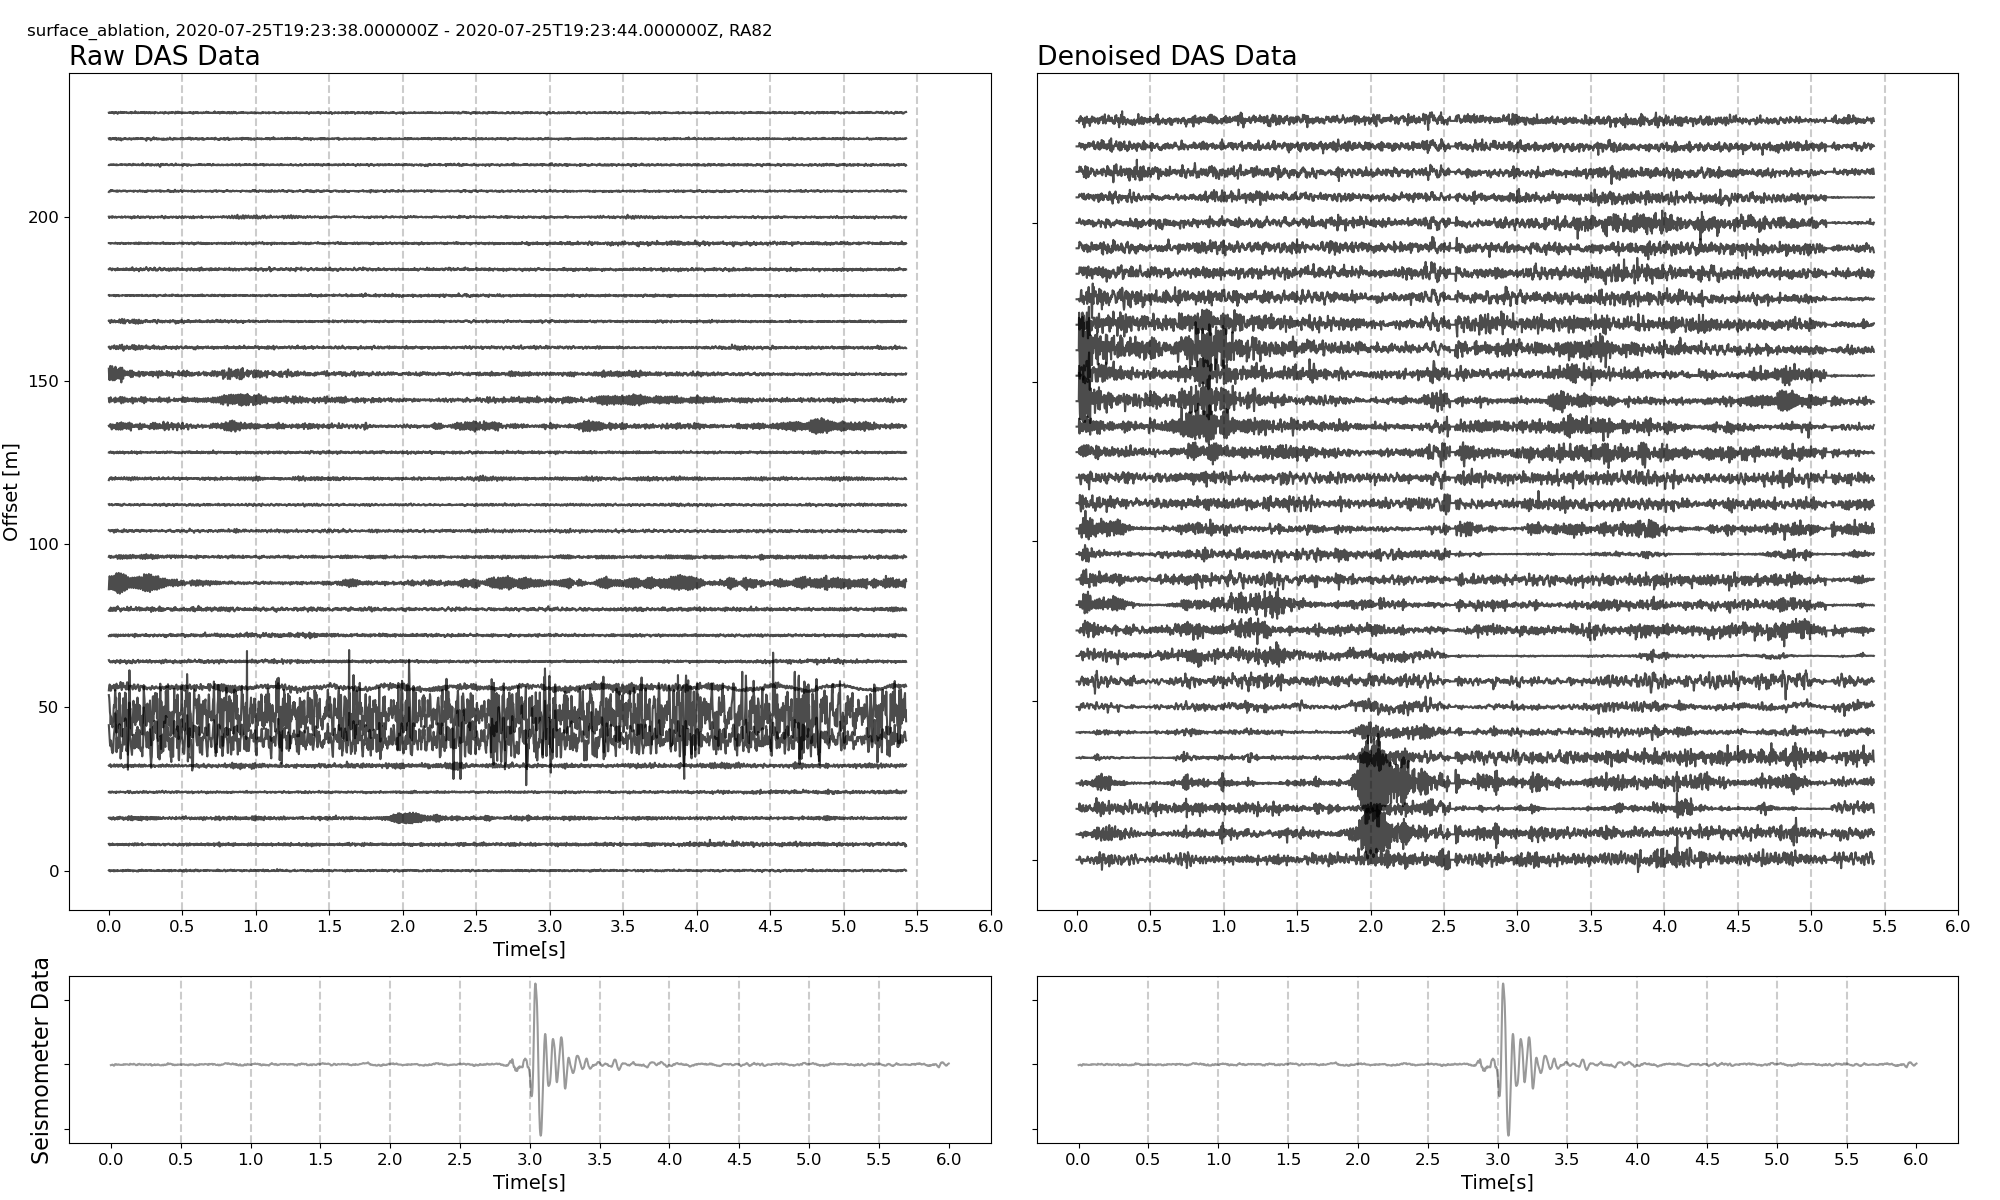 surface_ablation, 2020-07-25T19:23:38.000000Z - 2020-07-25T19:23:44.000000Z, RA82
Raw DAS Data
Denoised DAS Data
Offset [m]
200
150
100
50
0
0.0 0.5 1.0 1.5 2.0 2.5 3.0 3.5 4.0 4.5 5.0 5.5 6.0
Time[s]
0.0 0.5 1.0 1.5 2.0 2.5 3.0 3.5 4.0 4.5 5.0 5.5 6.0
Seismometer Data
0.0 0.5 1.0 1.5 2.0 2.5 3.0 3.5 4.0 4.5 5.0 5.5 6.0
Time[s]
0.0 0.5 1.0 1.5 2.0 2.5 3.0 3.5 4.0 4.5 5.0 5.5 6.0
Time[s]